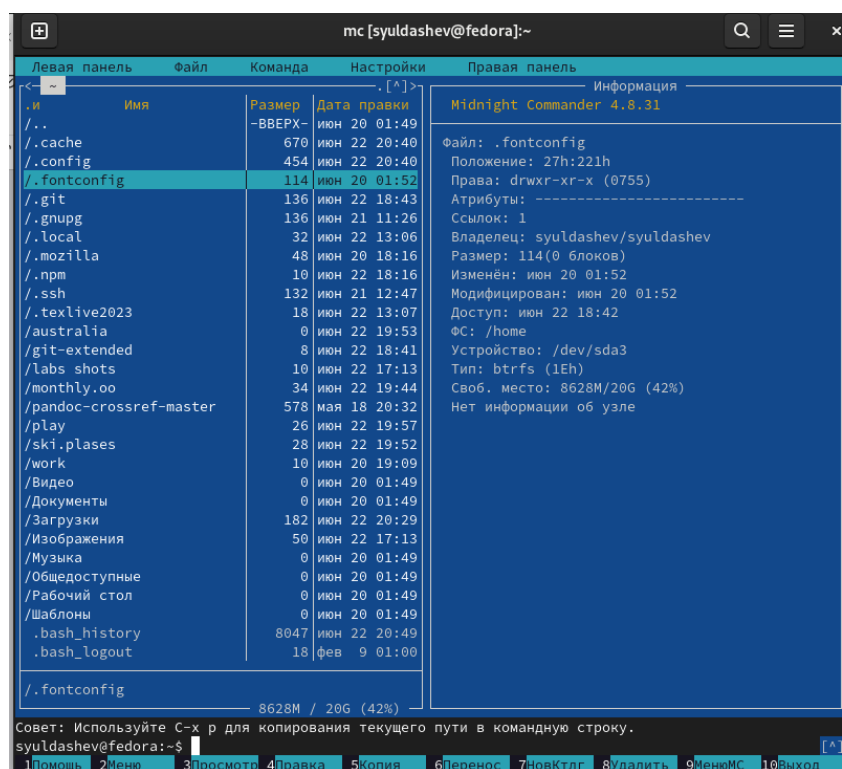 mc [syuldashev@fedora]:~
Левая панель Файл Команда Настройки Правая панель
<- ~ .[^]>
.и Имя Размер Дата правки
/.. -ВВЕРХ- июн 20 01:49
/.cache 670 июн 22 20:40
/.config 454 июн 22 20:40
/.fontconfig 114 июн 20 01:52
/.git 136 июн 22 18:43
/.gnupg 136 июн 21 11:26
/.local 32 июн 22 13:06
/.mozilla 48 июн 20 18:16
/.npm 10 июн 22 18:16
/.ssh 132 июн 21 12:47
/.texlive2023 18 июн 22 13:07
/australia 0 июн 22 19:53
/git-extended 8 июн 22 18:41
/labs shots 10 июн 22 17:13
/monthly.oo 34 июн 22 19:44
/pandoc-crossref-master 578 мая 18 20:32
/play 26 июн 22 19:57
/ski.plases 28 июн 22 19:52
/work 10 июн 20 19:09
/Видео 0 июн 20 01:49
/Документы 0 июн 20 01:49
/Загрузки 182 июн 22 20:29
/Изображения 50 июн 22 17:13
/Музыка 0 июн 20 01:49
/Общедоступные 0 июн 20 01:49
/Рабочий стол 0 июн 20 01:49
/Шаблоны 0 июн 20 01:49
.bash_history 8047 июн 22 20:49
.bash_logout 18 фев 9 01:00
/.fontconfig
8628M / 20G (42%)
Информация
Midnight Commander 4.8.31
Файл: .fontconfig
Положение: 27h:221h
Права: drwxr-xr-x (0755)
Атрибуты: -------------------------
Ссылок: 1
Владелец: syuldashev/syuldashev
Размер: 114(0 блоков)
Изменён: июн 20 01:52
Модифицирован: июн 20 01:52
Доступ: июн 22 18:42
ФС: /home
Устройство: /dev/sda3
Тип: btrfs (1Eh)
Своб. место: 8628M/20G (42%)
Нет информации об узле
Совет: Используйте C-x p для копирования текущего пути в командную строку.
syuldashev@fedora:~$ [^]
1Помощь 2Меню 3Просмотр 4Правка 5Копия 6Перенос 7НовКтлг 8Удалить 9МенюМС 10Выход